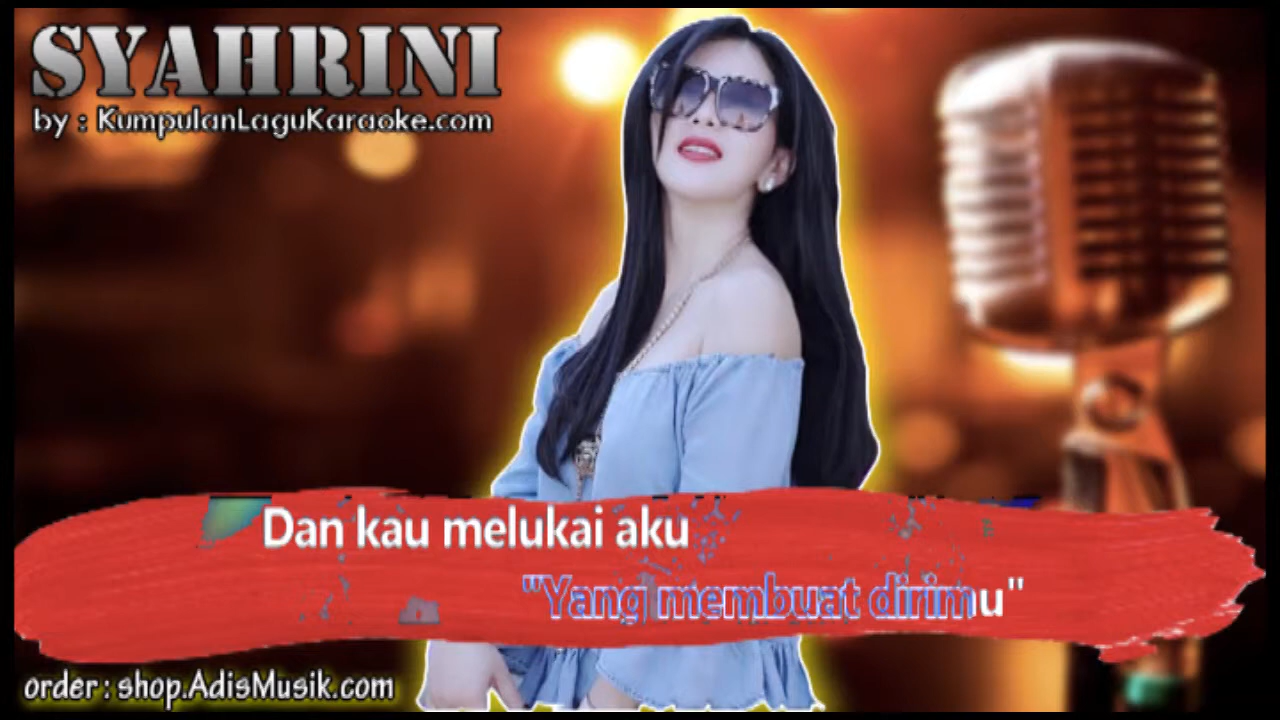 SYAHRINI
by : KumpulanLaguKaraoke.com
Dan kau melukai aku
"Yang membuat dirimu"
order : shop.AdisMusik.com